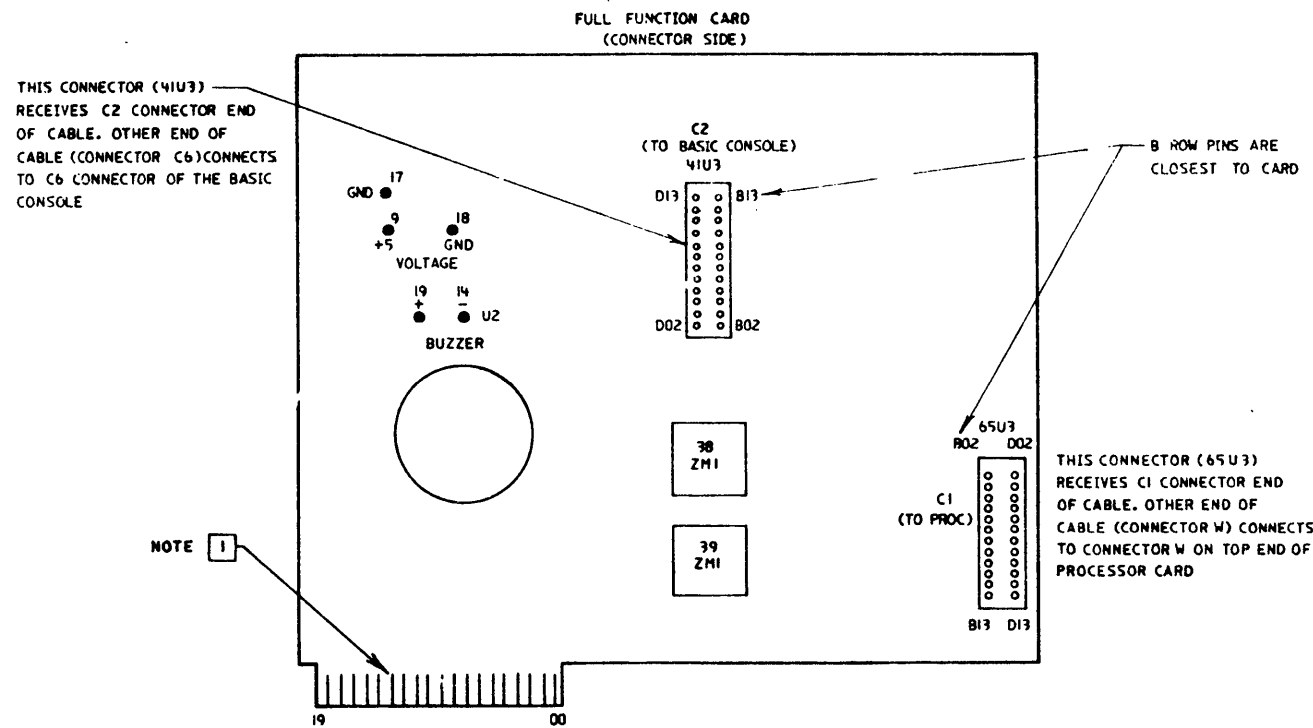 FULL FUNCTION CARD
(CONNECTOR SIDE)
THIS CONNECTOR (41U3)
RECEIVES C2 CONNECTOR END
OF CABLE. OTHER END OF
CABLE (CONNECTOR C6)CONNECTS
TO C6 CONNECTOR OF THE BASIC
CONSOLE
C2
(TO BASIC CONSOLE)
41U3
D13 B13
D02 B02
B ROW PINS ARE
CLOSEST TO CARD
17
GND
9 18
+5 GND
VOLTAGE
19 14
+ - U2
BUZZER
38
ZM1
39
ZM1
65U3
B02 D02
C1
(TO PROC)
B13 D13
THIS CONNECTOR (65U3)
RECEIVES C1 CONNECTOR END
OF CABLE. OTHER END OF
CABLE (CONNECTOR W) CONNECTS
TO CONNECTOR W ON TOP END OF
PROCESSOR CARD
NOTE 1
19 00